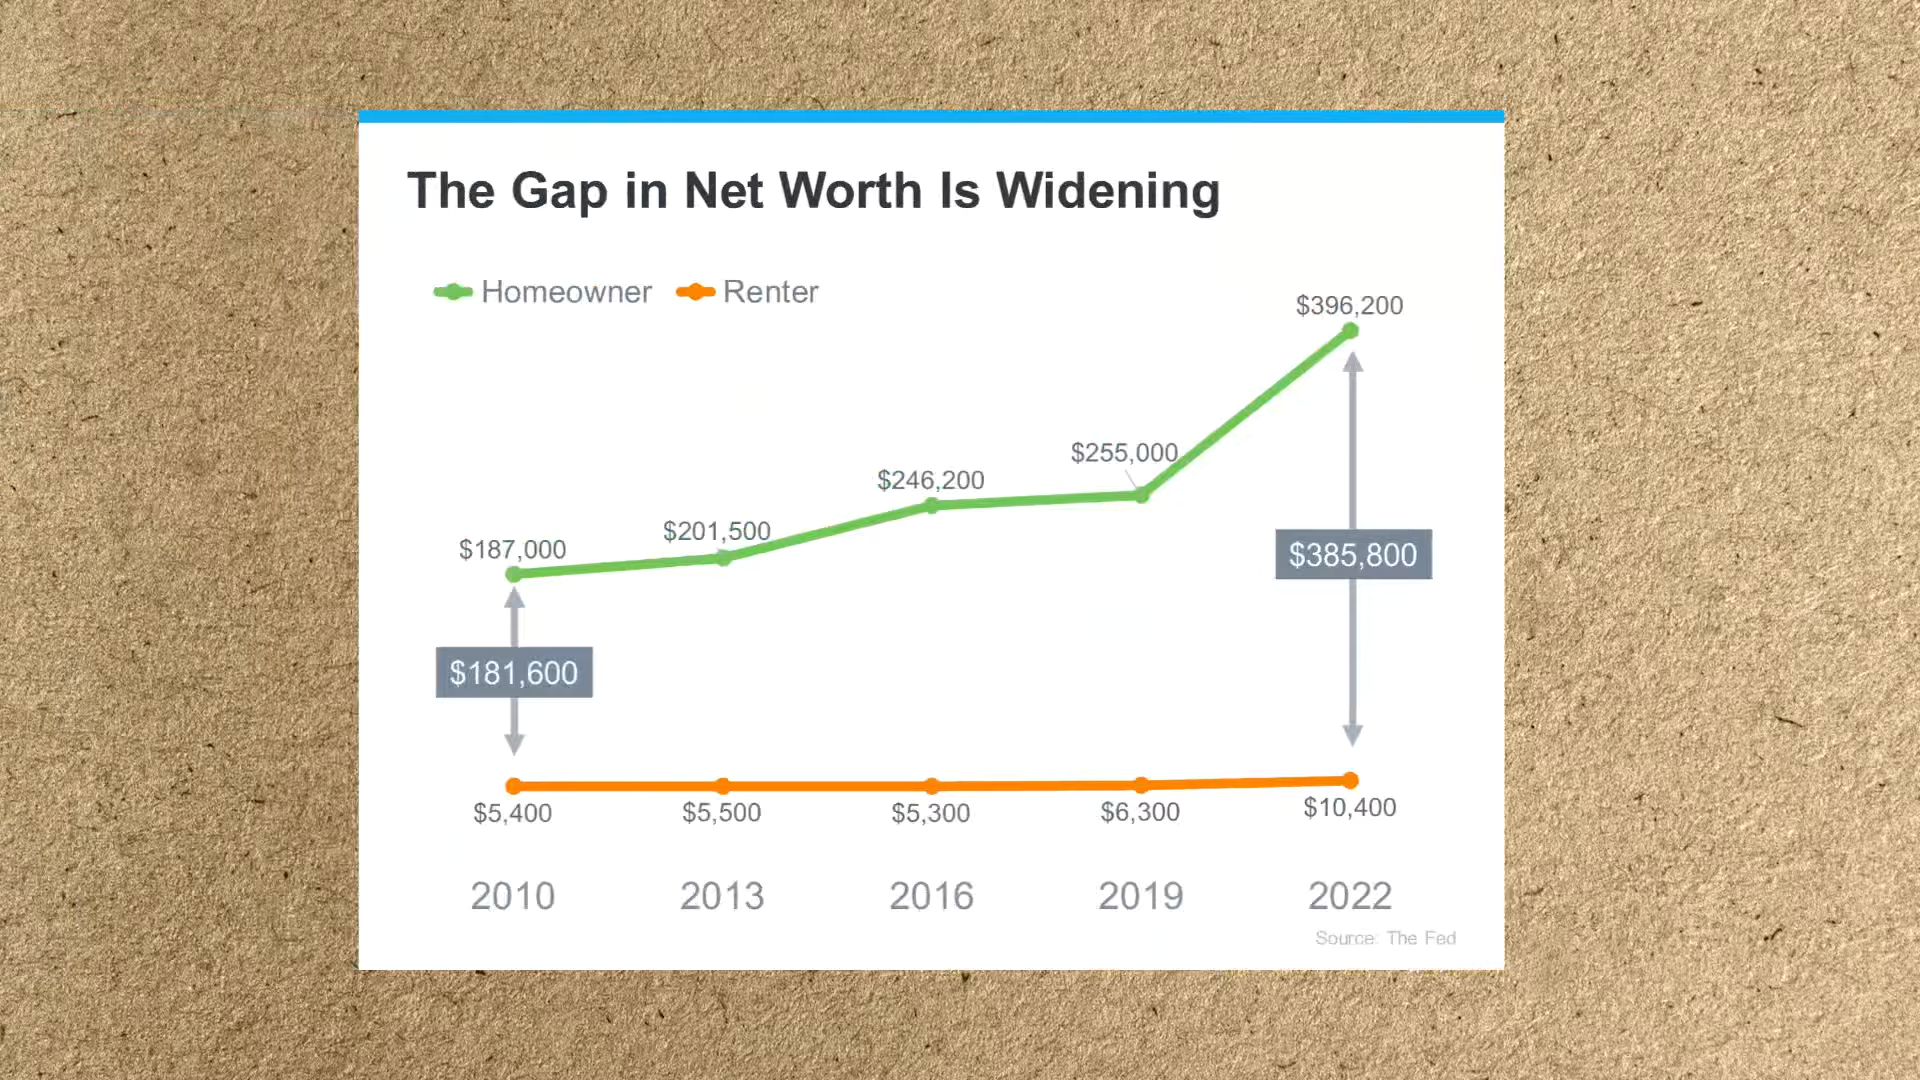 The Gap in Net Worth Is Widening
Homeowner Renter
$396,200
$255,000
$246,200
$201,500
$187,000
$385,800
$181,600
$5,400 $5,500 $5,300 $6,300 $10,400
2010 2013 2016 2019 2022
Source: The Fed